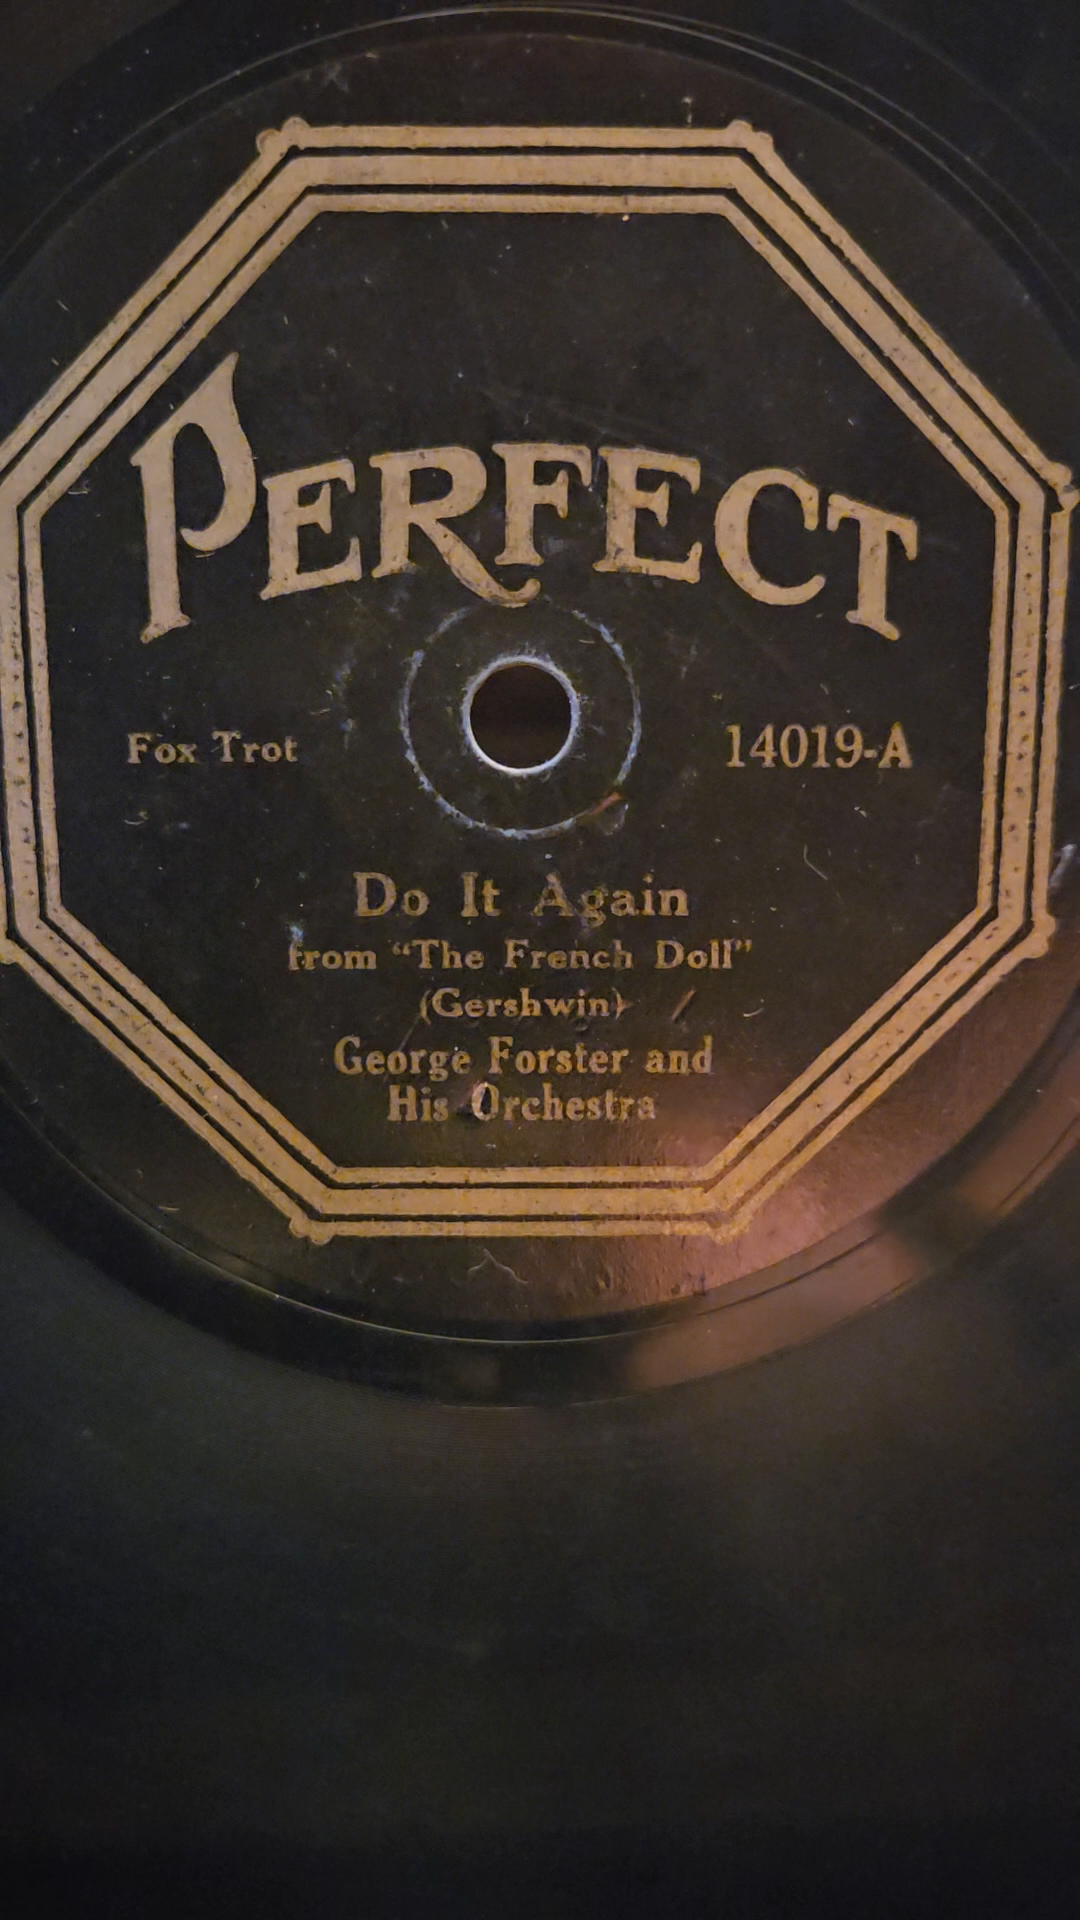 PERFECT
Fox Trot
14019-A
Do It Again
from “The French Doll”
(Gershwin)
George Forster and
His Orchestra